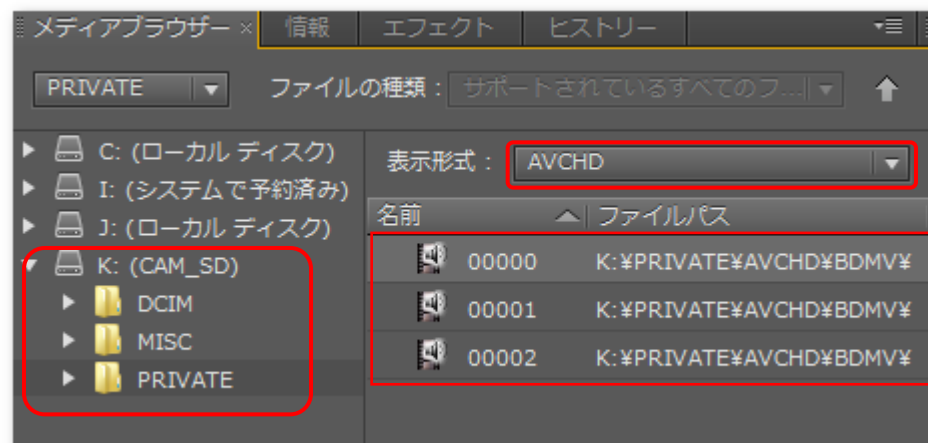 メディアブラウザー × 情報 エフェクト ヒストリー
PRIVATE ファイルの種類： サポートされているすべてのフ...
C: (ローカル ディスク)
I: (システムで予約済み)
J: (ローカル ディスク)
K: (CAM_SD)
DCIM
MISC
PRIVATE
表示形式： AVCHD
名前 ファイルパス
00000 K:¥PRIVATE¥AVCHD¥BDMV¥
00001 K:¥PRIVATE¥AVCHD¥BDMV¥
00002 K:¥PRIVATE¥AVCHD¥BDMV¥